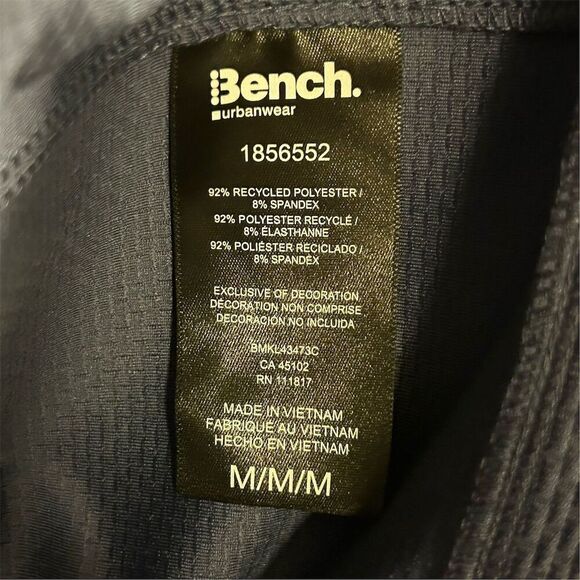 Bench.
urbanwear
1856552
92% RECYCLED POLYESTER /
8% SPANDEX
92% POLYESTER RECYCLÉ /
8% ÉLASTHANNE
92% POLIÉSTER RECICLADO /
8% SPANDEX
EXCLUSIVE OF DECORATION
DÉCORATION NON COMPRISE
DECORACIÓN NO INCLUIDA
BMKL43473C
CA 45102
RN 111817
MADE IN VIETNAM
FABRIQUÉ AU VIETNAM
HECHO EN VIETNAM
M/M/M